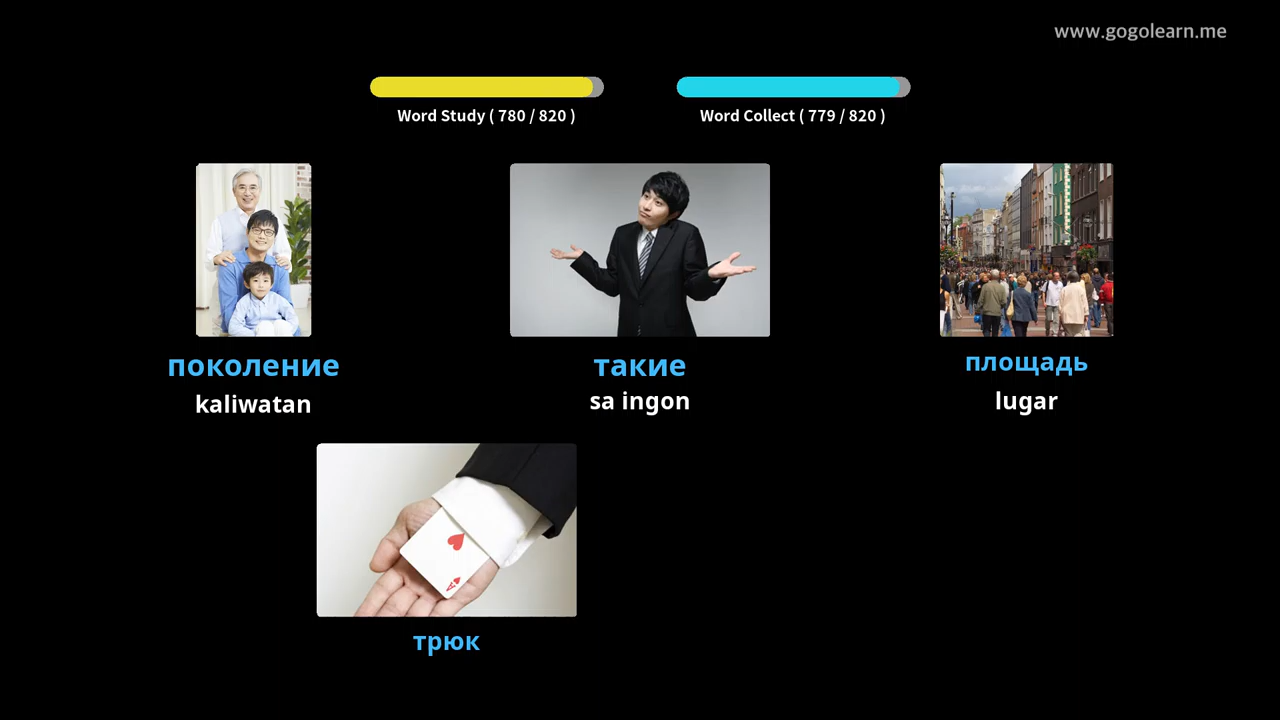 www.gogolearn.me
Word Study ( 780 / 820 )
Word Collect ( 779 / 820 )
поколение
kaliwatan
такие
sa ingon
площадь
lugar
A
трюк